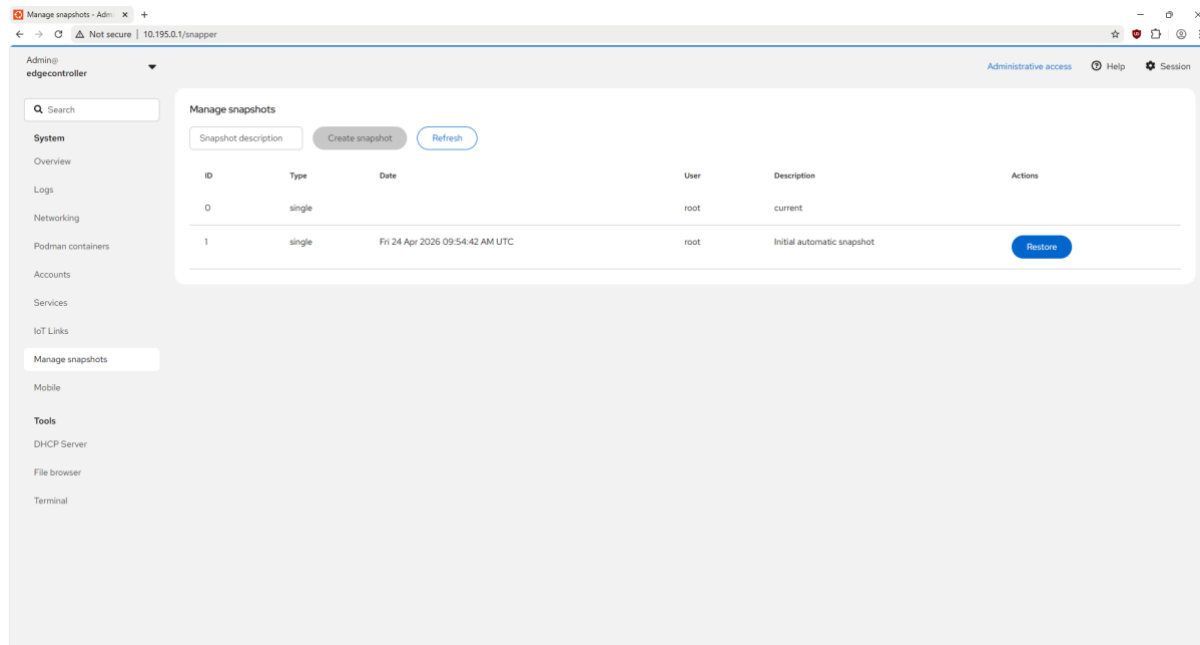 Manage snapshots - Adm
Not secure | 10.195.0.1/snapper
Admin@
edgecontroller
Administrative access
Help
Session
Search
System
Overview
Logs
Networking
Podman containers
Accounts
Services
IoT Links
Manage snapshots
Mobile
Tools
DHCP Server
File browser
Terminal
Manage snapshots
Snapshot description
Create snapshot
Refresh
ID Type Date User Description Actions
0 single root current
1 single Fri 24 Apr 2026 09:54:42 AM UTC root Initial automatic snapshot Restore